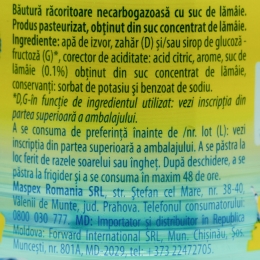 Băutură răcoritoare necarbogazoasă cu suc de lămâie.
Produs pasteurizat, obținut din suc concentrat de lămâie.
Ingrediente: apă de izvor, zahăr (D) și/sau sirop de glucoză -
fructoză (G)*, corector de aciditate: acid citric, arome, suc de
lămâie (0.1%) obținut din suc concentrat de lămâie,
conservanți: sorbat de potasiu și benzoat de sodiu.
*D,G-în funcție de ingredientul utilizat: vezi inscripția din
partea superioară a ambalajului.
A se consuma de preferință înainte de /nr. lot (L): vezi
inscripția din partea superioară a ambalajului. A se păstra la
loc ferit de razele soarelui sau îngheț. După deschidere, a se
păstra la frigider și a se consuma în maxim 48 de ore.
Maspex Romania SRL, str. Ștefan cel Mare, nr. 38-40,
Vălenii de Munte, jud. Prahova. Telefonul consumatorului:
0800 030 777. MD: Importator și distribuitor în Republica
Moldova: Forward International SRL, Mun. Chișinău, Șos.
Muncești, nr. 801A, MD-2029, tel. +373 22472705.